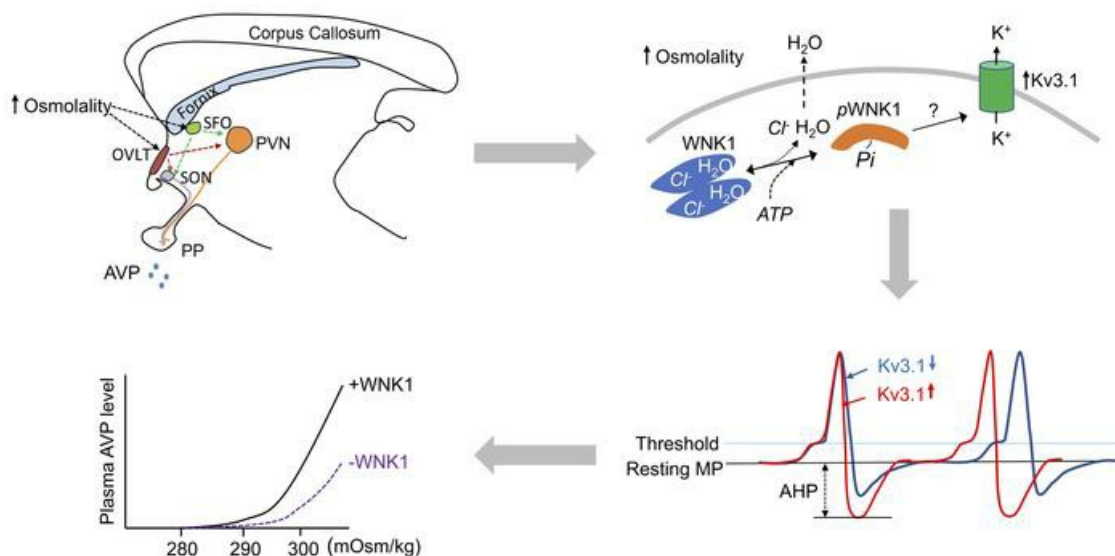 Corpus Callosum
↑ Osmolality
Fornix
SFO
OVLT
PVN
SON
PP
AVP
↑ Osmolality
H₂O
K⁺
↑Kv3.1
K⁺
WNK1
Cl⁻ H₂O
pWNK1
?
Pi
H₂O
Cl⁻
H₂O
Cl⁻
ATP
Plasma AVP level
+WNK1
-WNK1
280 290 300 (mOsm/kg)
Kv3.1↓
Kv3.1↑
Threshold
Resting MP
AHP